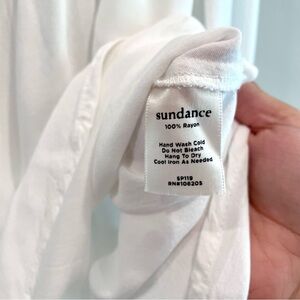 sundance
100% Rayon
Hand Wash Cold
Do Not Bleach
Hang To Dry
Cool Iron As Needed
SP119
RN#106205